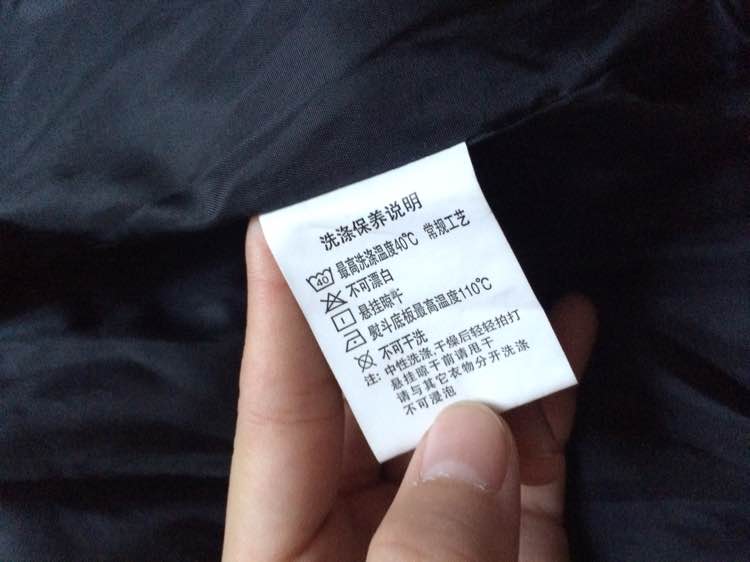 洗涤保养说明
40 最高洗涤温度40℃ 常规工艺
不可漂白
悬挂晾干
熨斗底板最高温度110℃
不可干洗
注: 中性洗涤,干燥后轻轻拍打
悬挂晾干前请甩干
请与其它衣物分开洗涤
不可浸泡